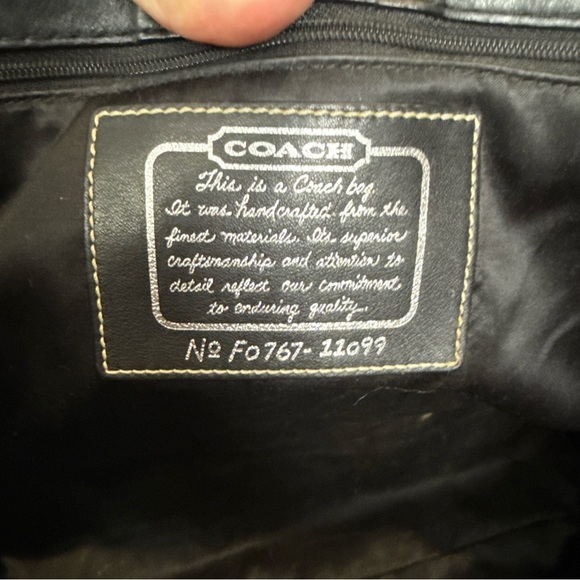 COACH
This is a Coach bag.
It was handcrafted from the
finest materials. Its superior
craftsmanship and attention to
detail reflect our commitment
to enduring quality.
No F0767-11099